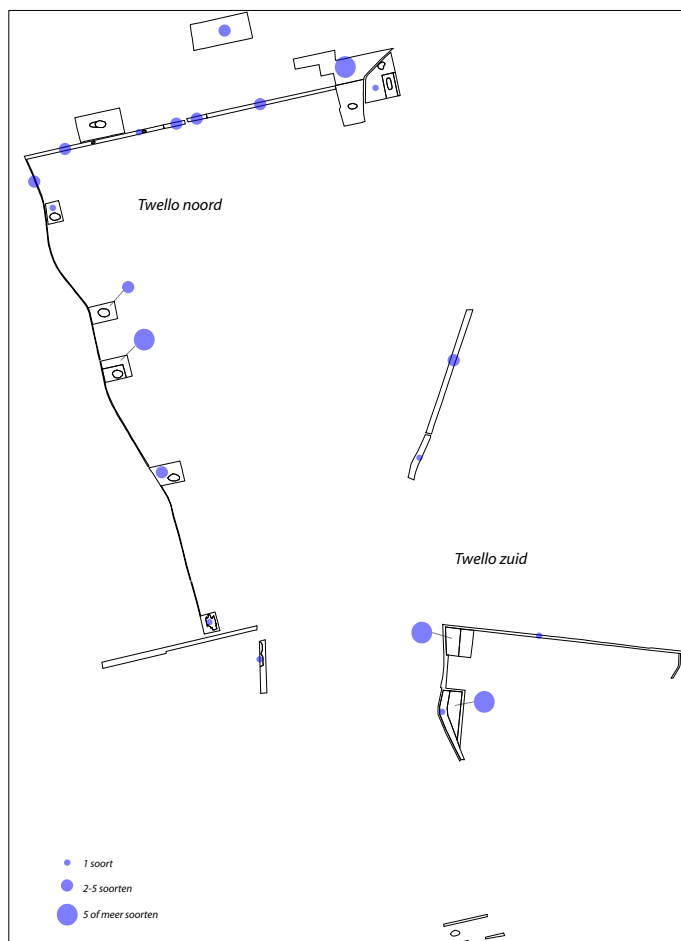 Twello noord
Twello zuid
1 soort
2-5 soorten
5 of meer soorten